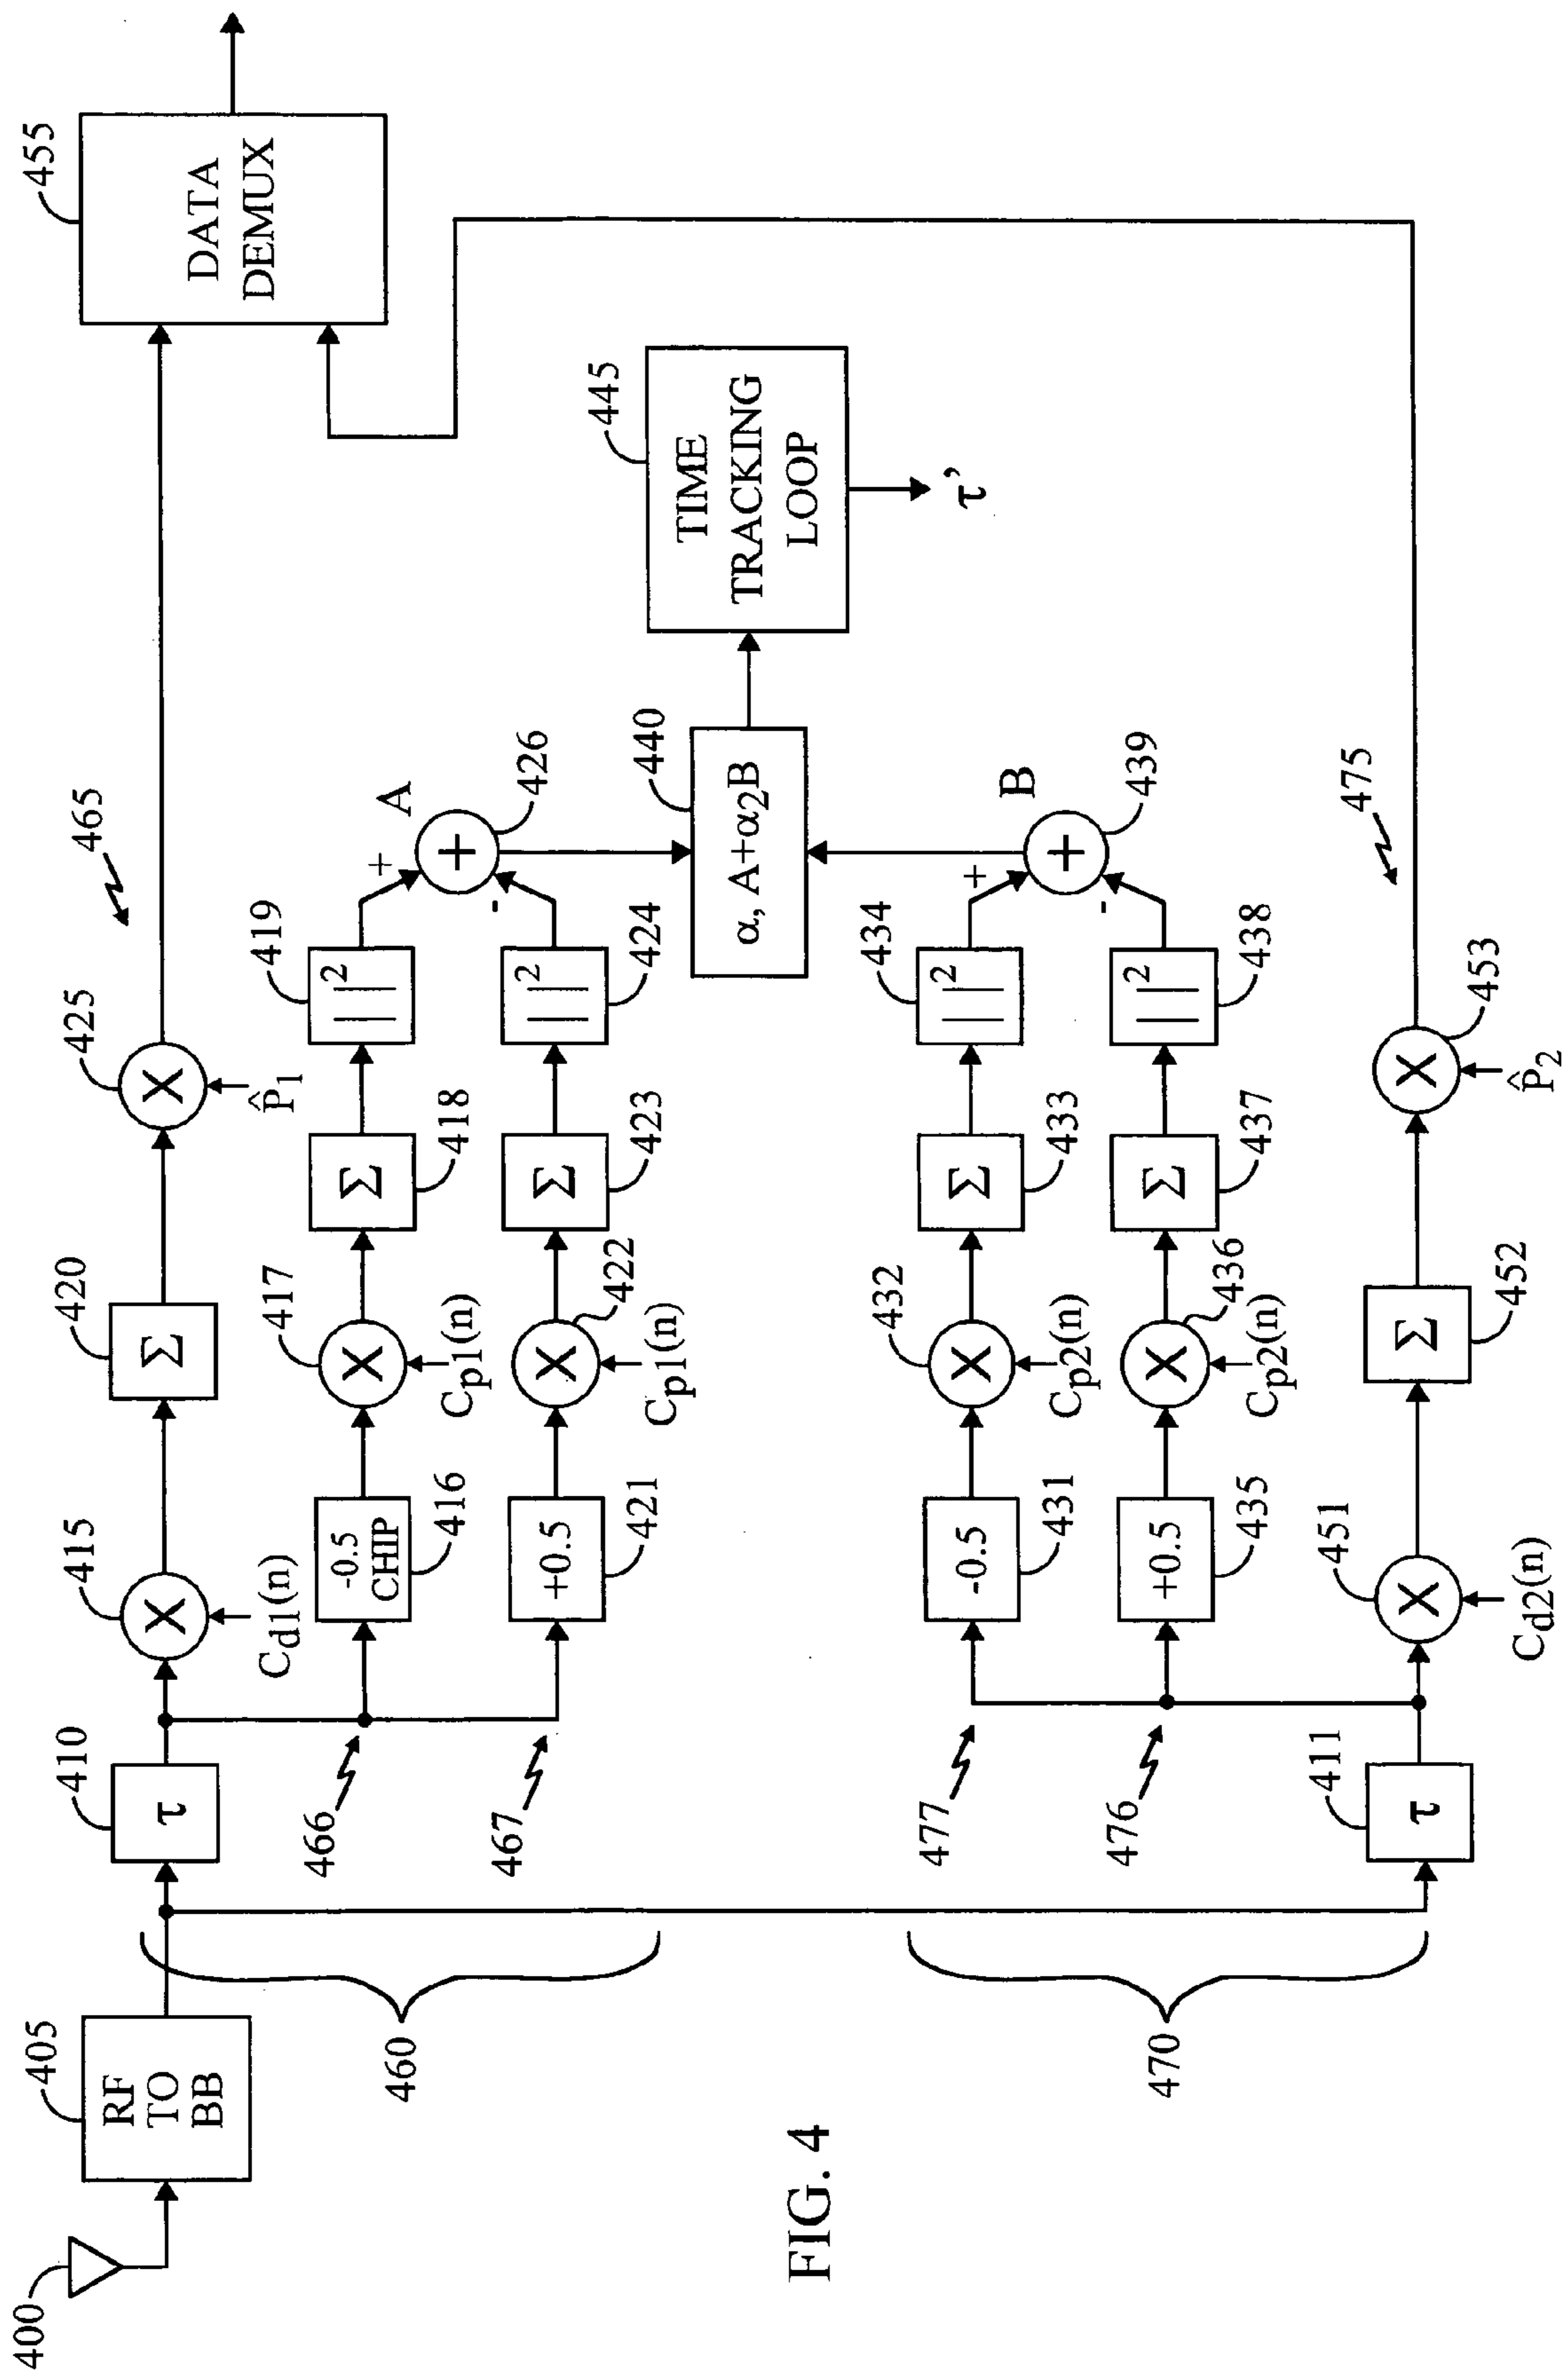 400
405
RF
TO
BB
460
470
410
τ
411
τ
466
467
477
476
415
X
Cd1(n)
416
-0.5
CHIP
421
+0.5
431
-0.5
435
+0.5
451
X
Cd2(n)
420
Σ
417
X
Cp1(n)
422
X
Cp1(n)
432
X
Cp2(n)
436
X
Cp2(n)
452
Σ
418
Σ
423
Σ
433
Σ
437
Σ
425
X
P̂1
419
||²
424
||²
434
||²
438
||²
453
X
P̂2
465
A
+
-
+
426
440
α, A+α2B
B
+
-
+
439
475
445
TIME
TRACKING
LOOP
τ'
455
DATA
DEMUX
FIG. 4